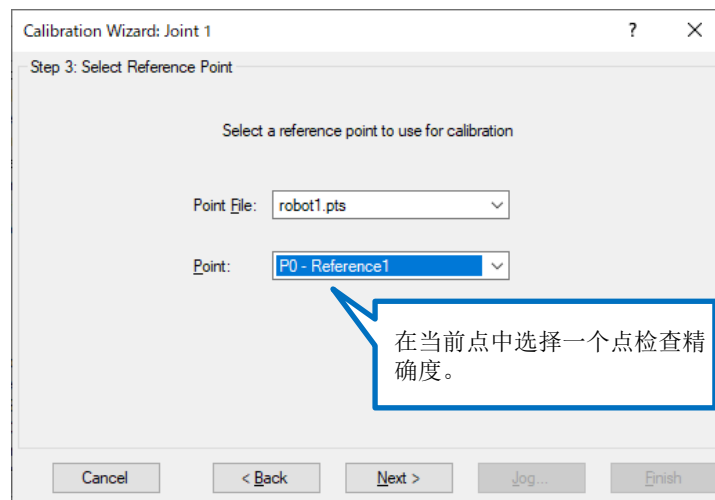 Calibration Wizard: Joint 1
?
Step 3: Select Reference Point
Select a reference point to use for calibration
Point File: robot1.pts
Point: P0 - Reference1
在当前点中选择一个点检查精
确度。
Cancel < Back Next > Jog... Finish